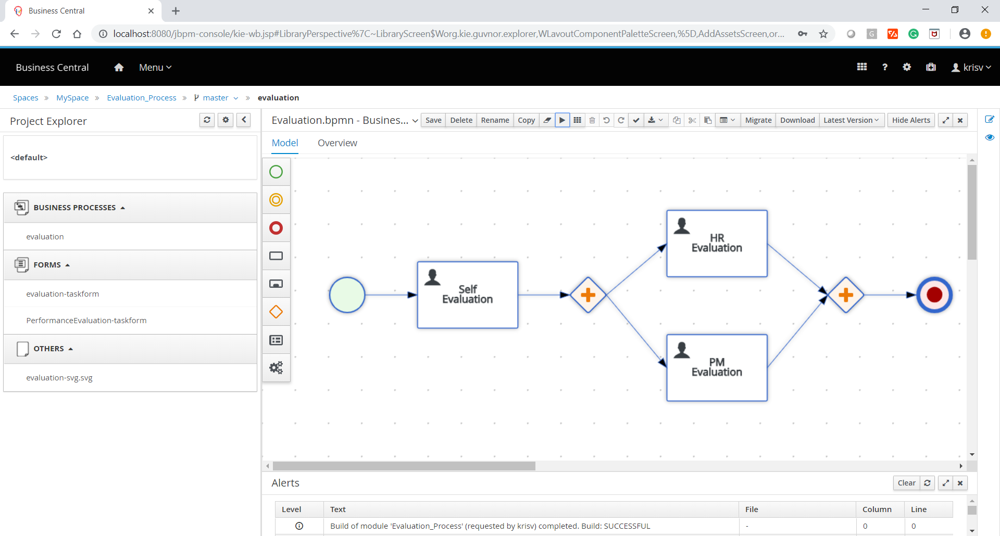 Business Central
localhost:8080/jbpm-console/kie-wb.jsp#LibraryPerspective%7C~LibraryScreen$Worg.kie.guvnor.explorer,WLavoutComponentPaletteScreen,%5D,AddAssetsScreen,or...
Business Central Menu ? krisv
Spaces » MySpace » Evaluation_Process » master » evaluation
Project Explorer
<default>
BUSINESS PROCESSES
evaluation
FORMS
evaluation-taskform
PerformanceEvaluation-taskform
OTHERS
evaluation-svg.svg
Evaluation.bpmn - Busines... Save Delete Rename Copy Migrate Download Latest Version Hide Alerts
Model Overview
Self
Evaluation
HR
Evaluation
PM
Evaluation
Alerts Clear
Level Text File Column Line
Build of module 'Evaluation_Process' (requested by krisv) completed. Build: SUCCESSFUL - 0 0